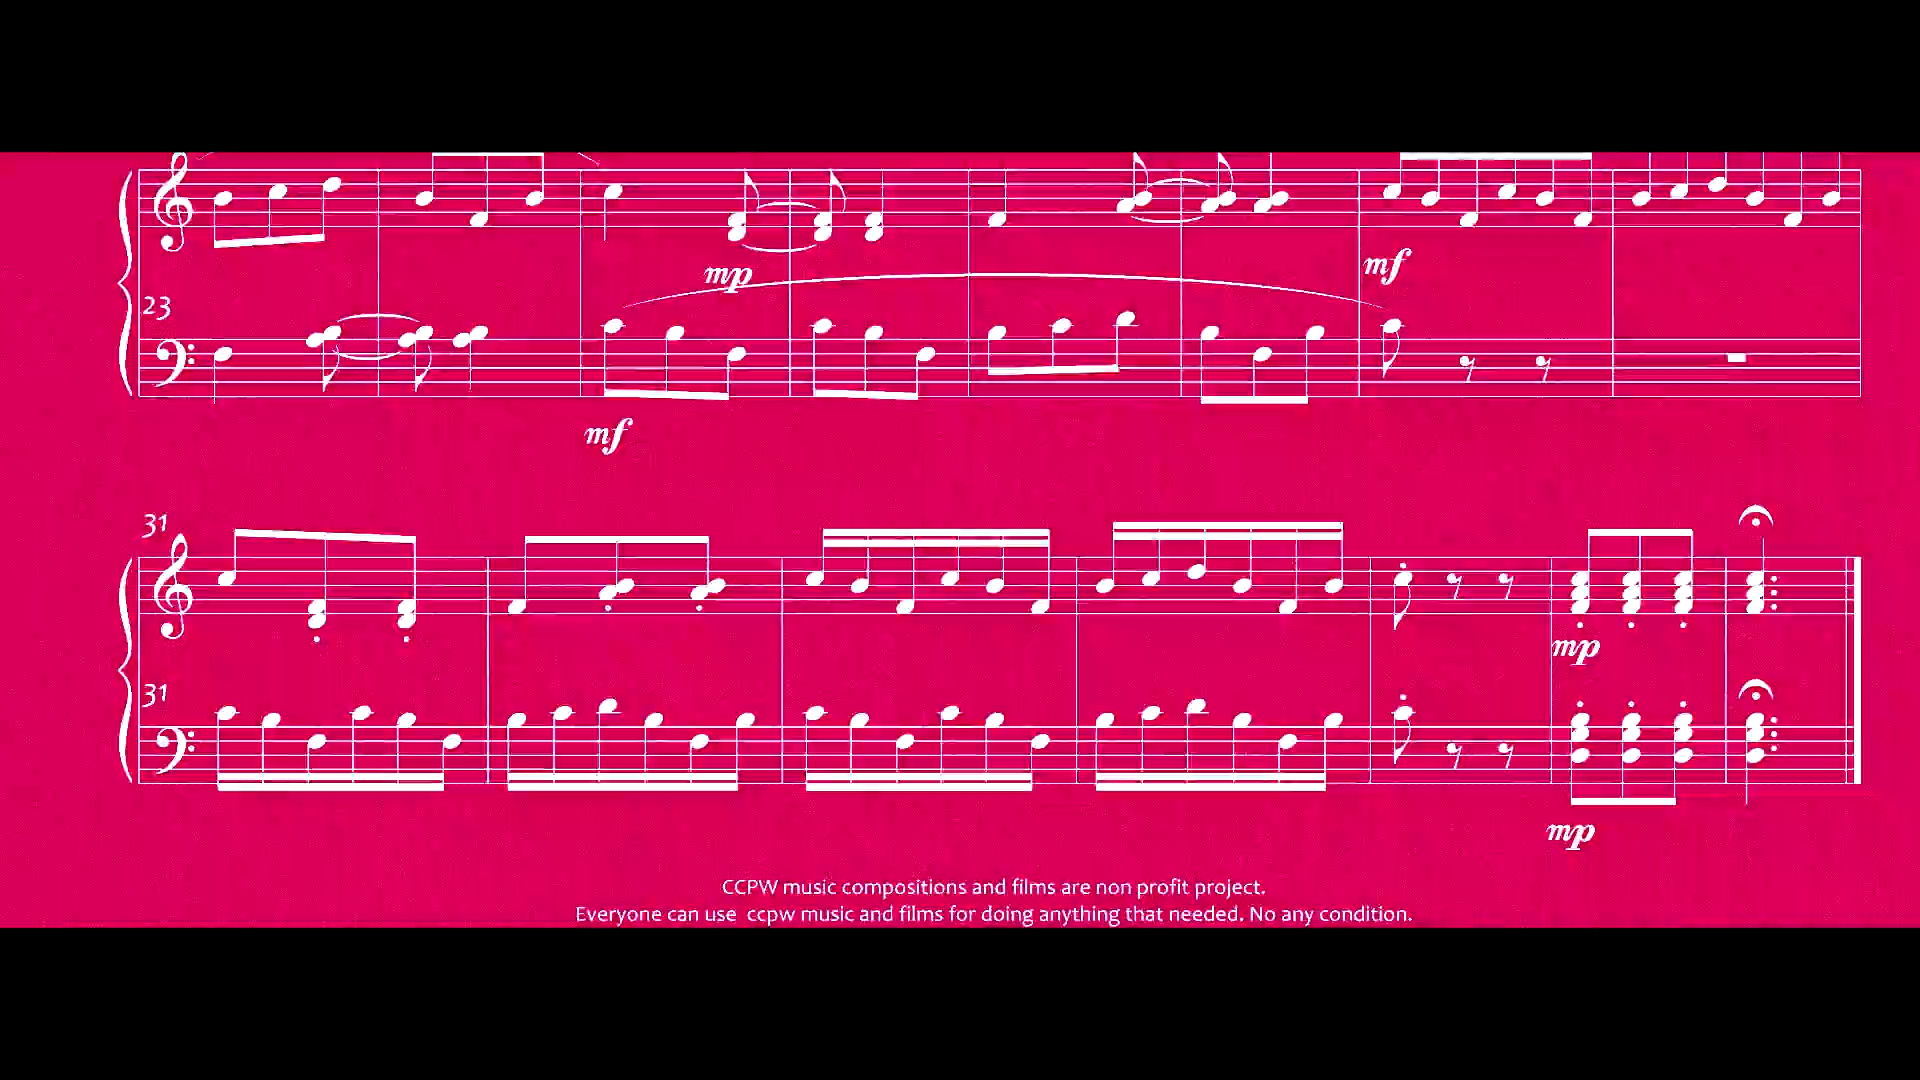 mp
mf
23
mf
31
31
mp
mp
CCPW music compositions and films are non profit project.
Everyone can use ccpw music and films for doing anything that needed. No any condition.